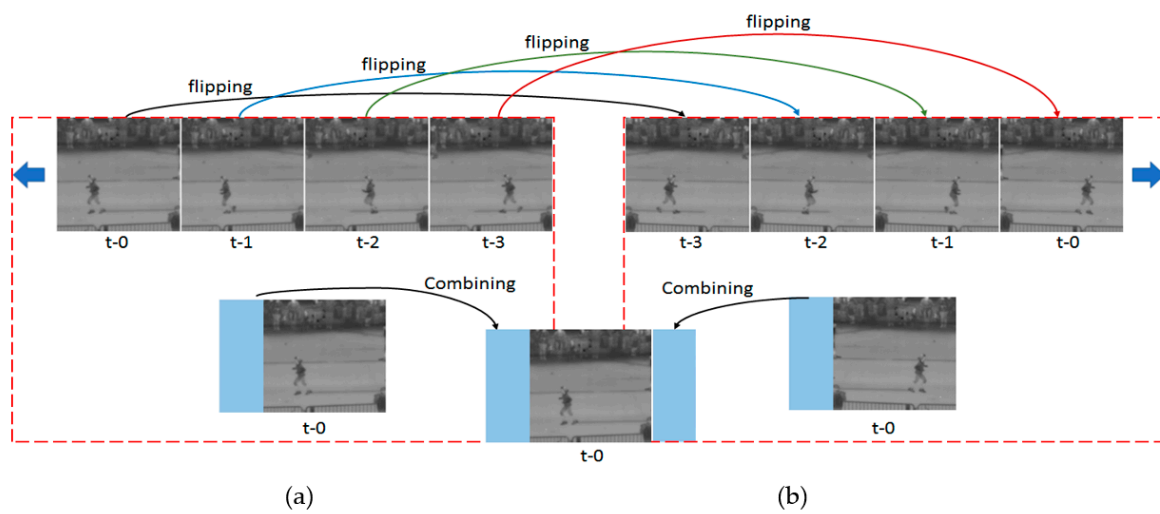 flipping
flipping
flipping
flipping
t-0
t-1
t-2
t-3
t-3
t-2
t-1
t-0
Combining
Combining
t-0
t-0
t-0
(a)
(b)